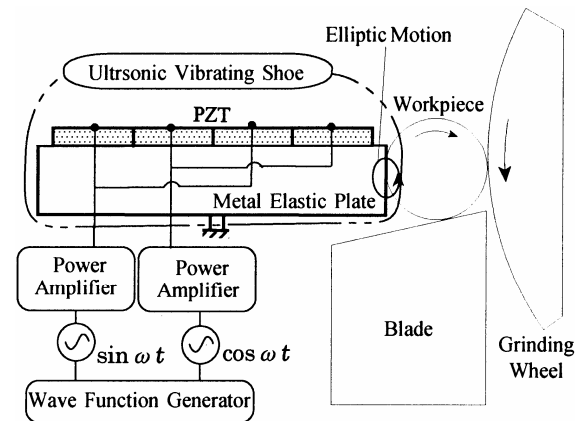 Elliptic Motion
Ultrsonic Vibrating Shoe
PZT
Workpiece
Metal Elastic Plate
Power
Amplifier
Power
Amplifier
Blade
Grinding
Wheel
sin ω t
cos ω t
Wave Function Generator